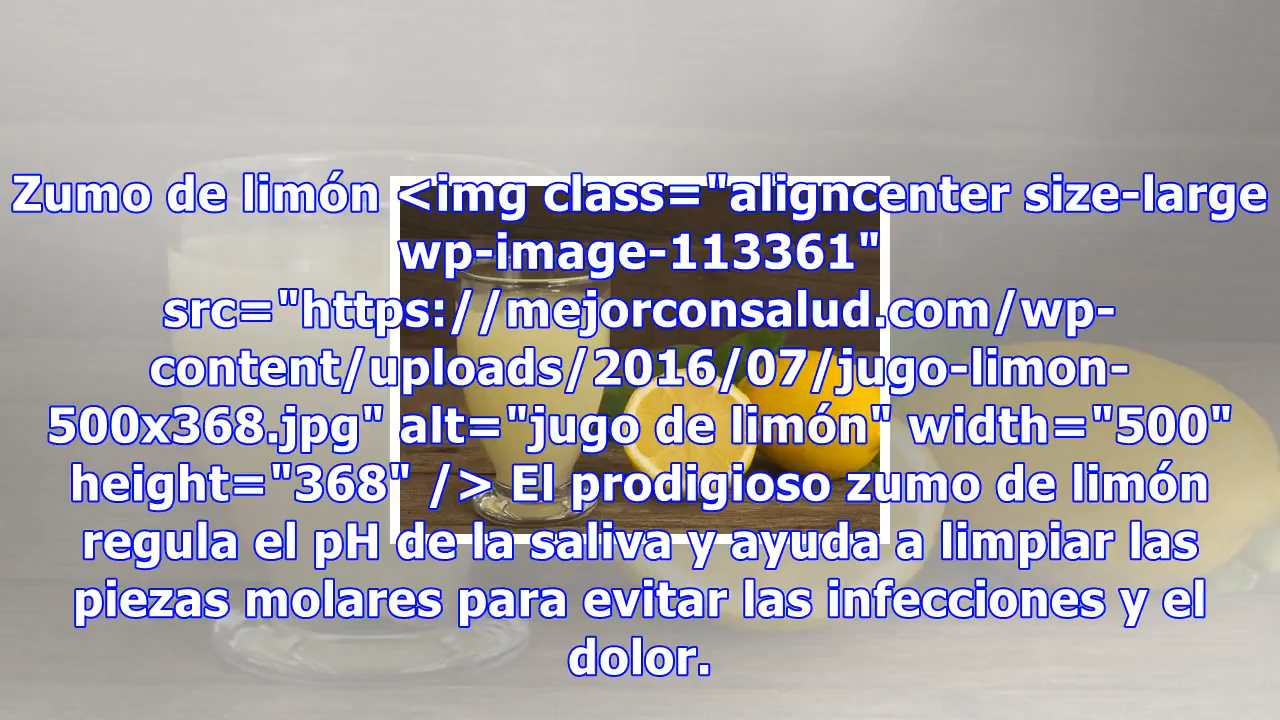 Zumo de limón <img class="aligncenter size-large
wp-image-113361"
src="https://mejorconsalud.com/wp-
content/uploads/2016/07/jugo-limon-
500x368.jpg" alt="jugo de limón" width="500"
height="368" /> El prodigioso zumo de limón
regula el pH de la saliva y ayuda a limpiar las
piezas molares para evitar las infecciones y el
dolor.